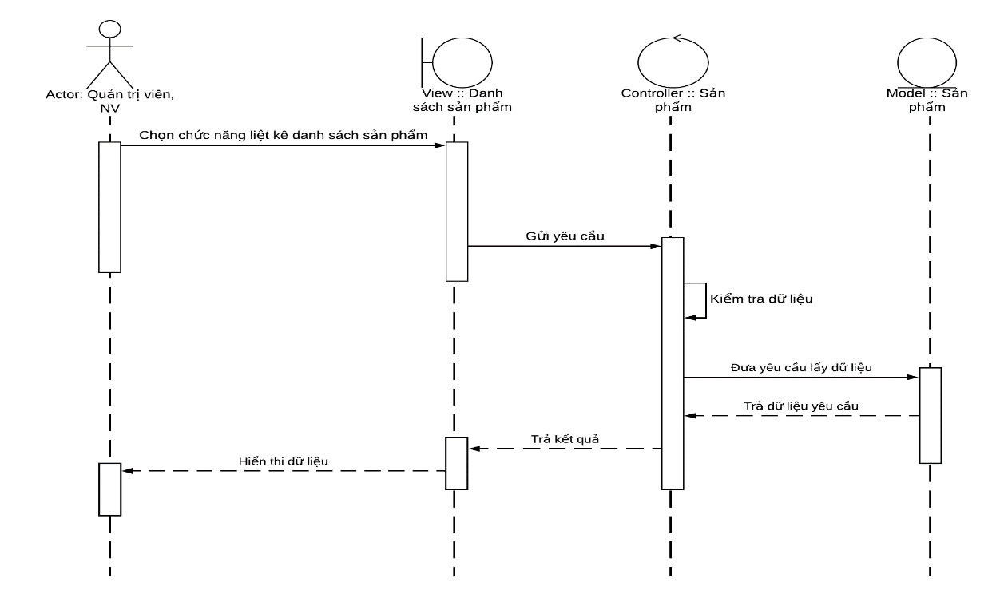 Actor: Quản trị viên,
NV
View :: Danh
sách sản phẩm
Controller :: Sản
phẩm
Model :: Sản
phẩm
Chọn chức năng liệt kê danh sách sản phẩm
Gửi yêu cầu
Kiểm tra dữ liệu
Đưa yêu cầu lấy dữ liệu
Trả dữ liệu yêu cầu
Trả kết quả
Hiển thi dữ liệu